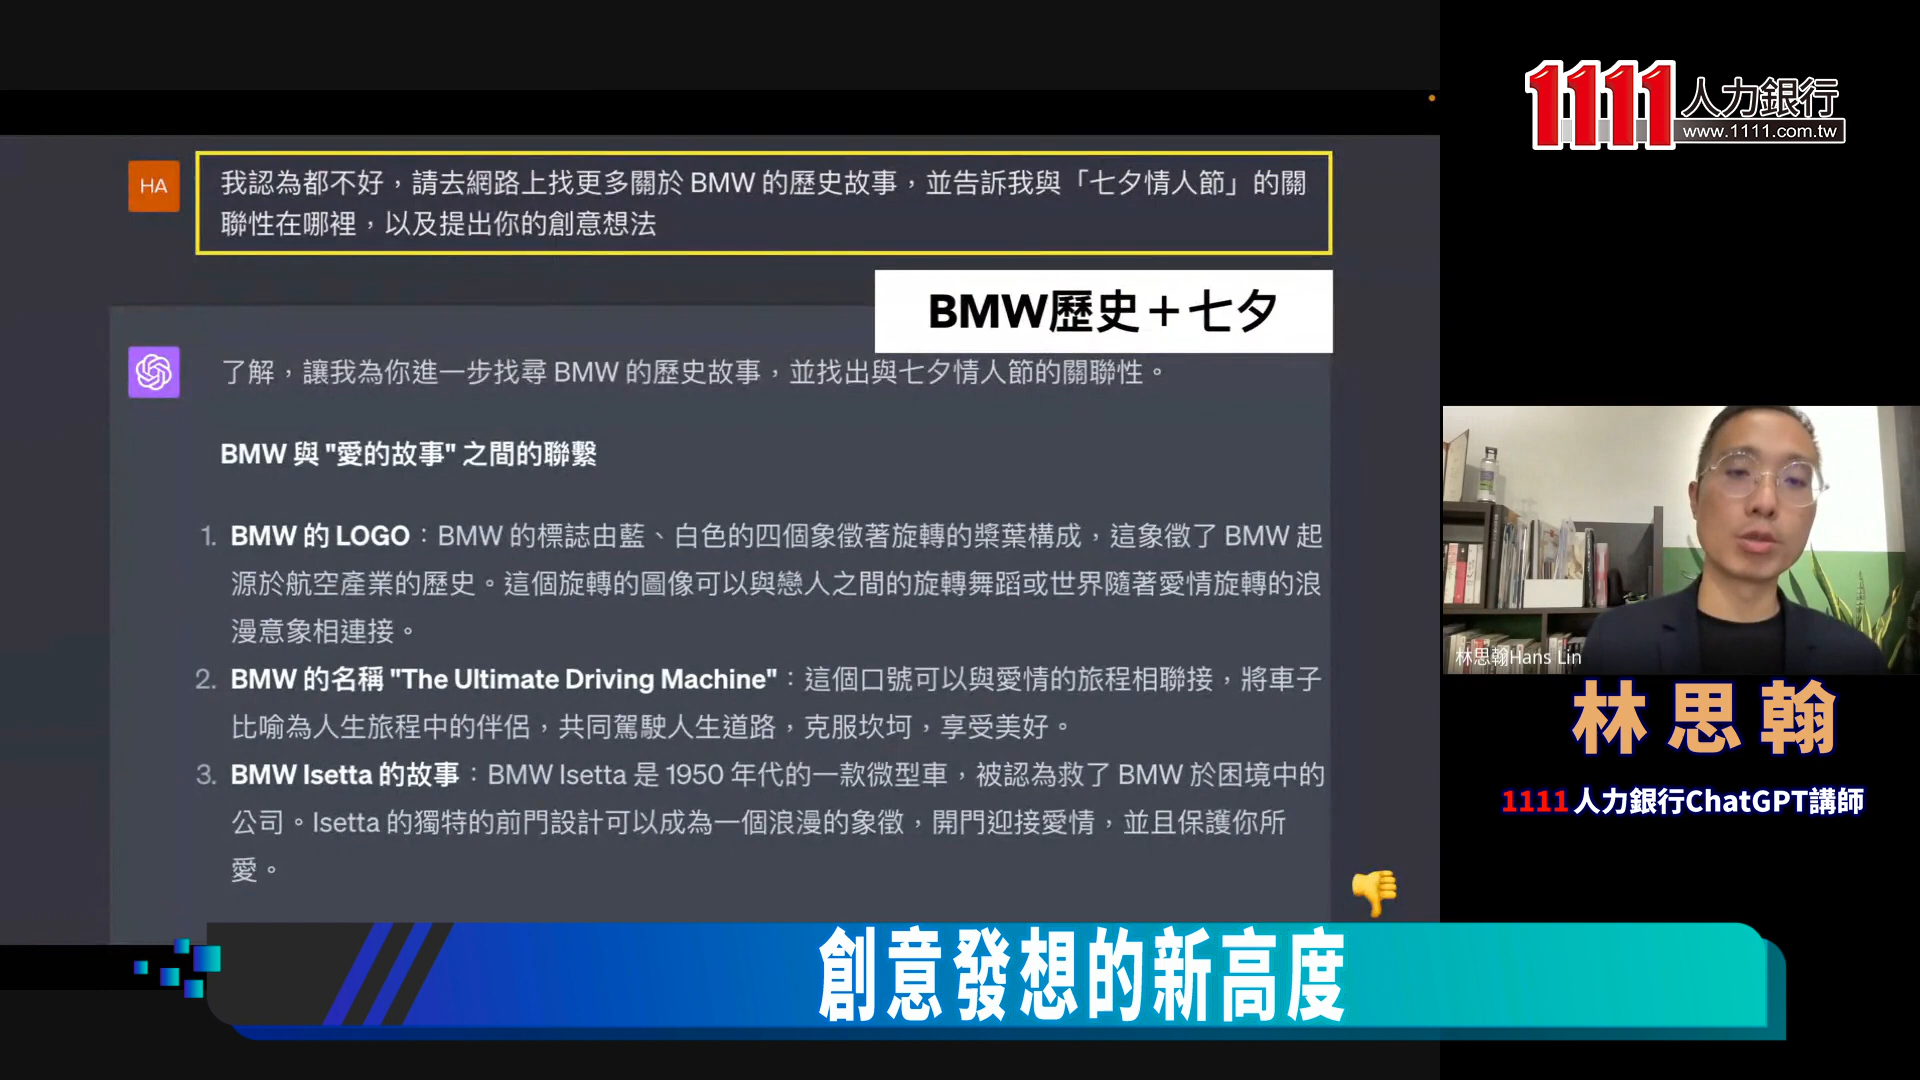 HA
我認為都不好，請去網路上找更多關於 BMW 的歷史故事，並告訴我與「七夕情人節」的關
聯性在哪裡，以及提出你的創意想法
BMW歷史＋七夕
了解，讓我為你進一步找尋 BMW 的歷史故事，並找出與七夕情人節的關聯性。
BMW 與 "愛的故事" 之間的聯繫
1. BMW 的 LOGO：BMW 的標誌由藍、白色的四個象徵著旋轉的槳葉構成，這象徵了 BMW 起
源於航空產業的歷史。這個旋轉的圖像可以與戀人之間的旋轉舞蹈或世界隨著愛情旋轉的浪
漫意象相連接。
2. BMW 的名稱 "The Ultimate Driving Machine"：這個口號可以與愛情的旅程相聯接，將車子
比喻為人生旅程中的伴侶，共同駕駛人生道路，克服坎坷，享受美好。
3. BMW Isetta 的故事：BMW Isetta 是 1950 年代的一款微型車，被認為救了 BMW 於困境中的
公司。Isetta 的獨特的前門設計可以成為一個浪漫的象徵，開門迎接愛情，並且保護你所
愛。
創意發想的新高度
1111人力銀行
www.1111.com.tw
林思翰Hans Lin
林思翰
1111人力銀行ChatGPT講師